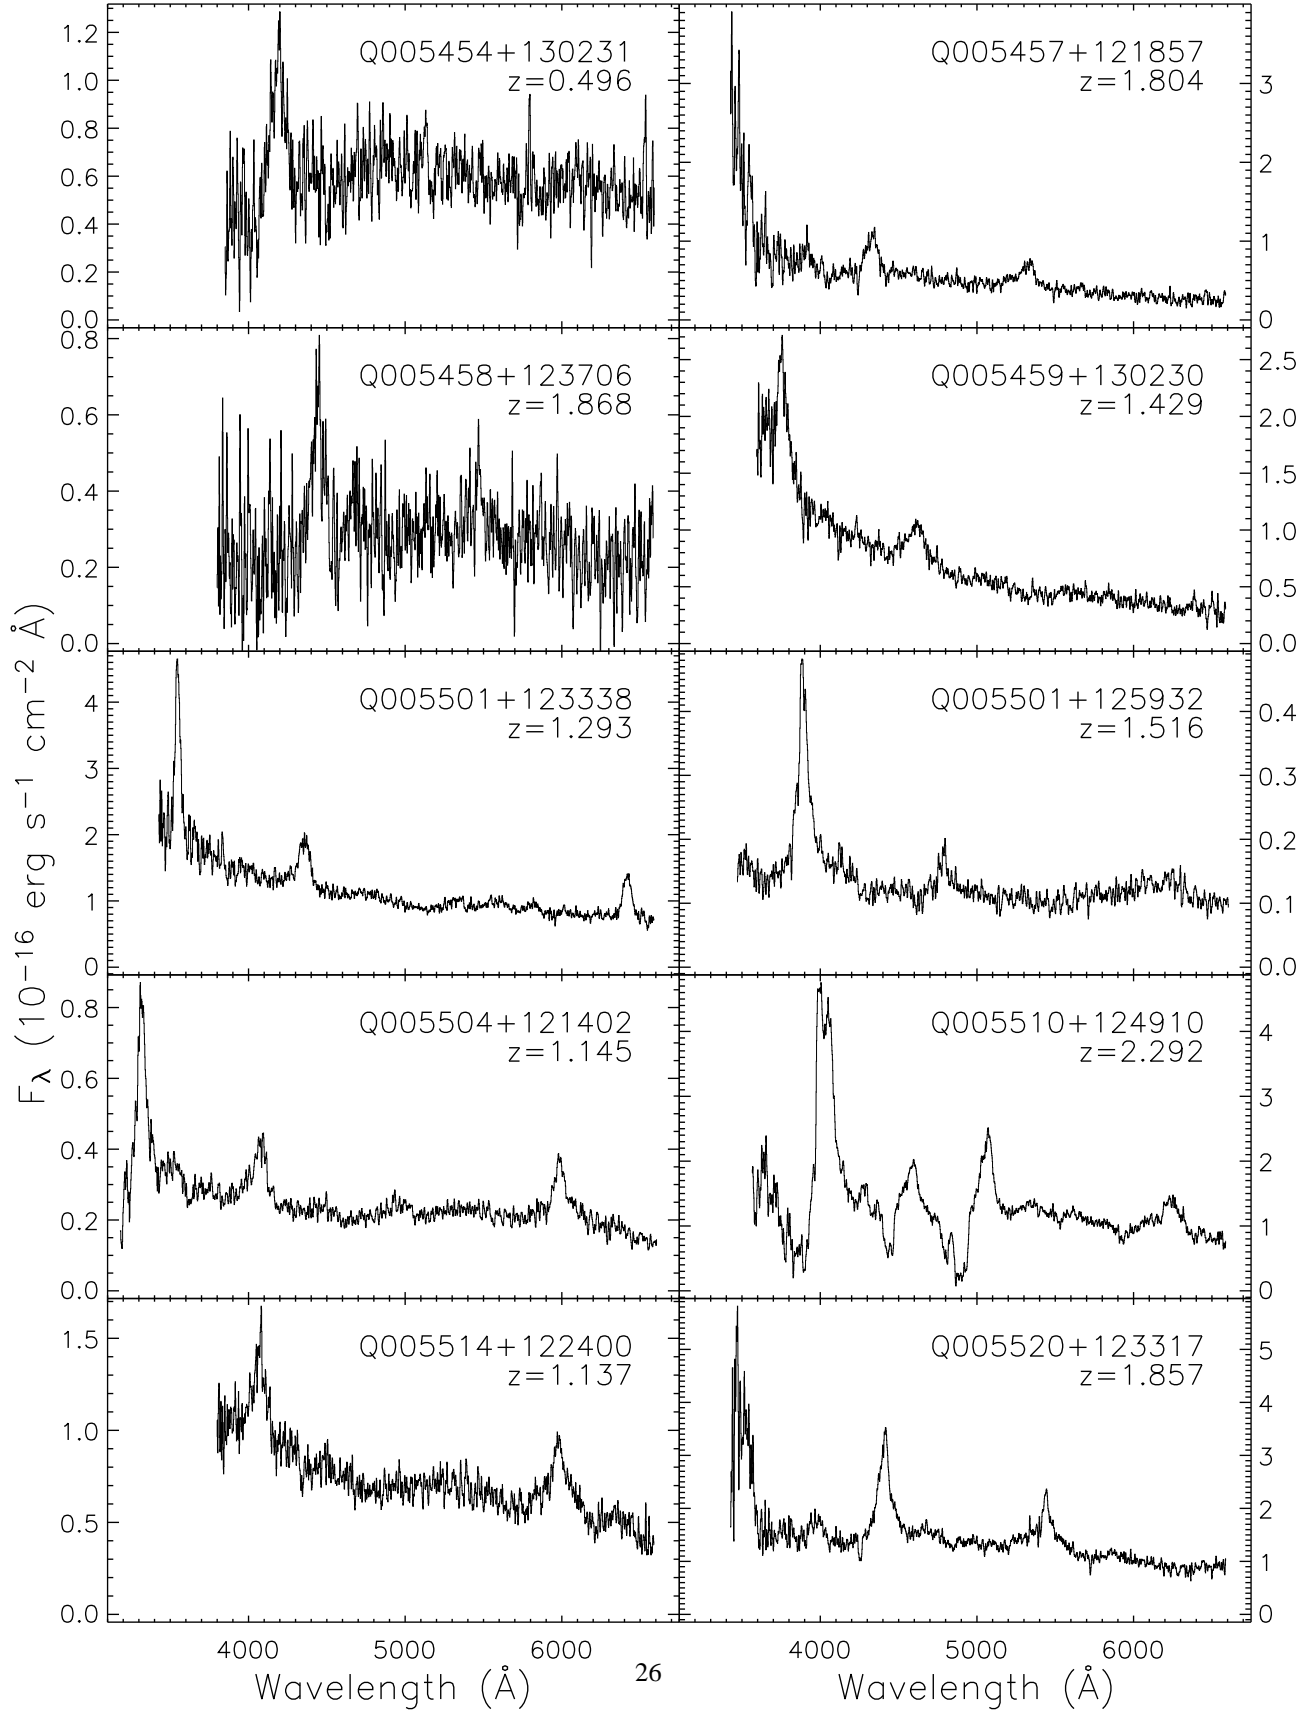 Q005454+130231
z=0.496
Q005457+121857
z=1.804
1.2
1.0
0.8
0.6
0.4
0.2
0.0
3
2
1
0
Q005458+123706
z=1.868
Q005459+130230
z=1.429
0.8
0.6
0.4
0.2
0.0
2.5
2.0
1.5
1.0
0.5
0.0
Q005501+123338
z=1.293
Q005501+125932
z=1.516
4
3
2
1
0
0.4
0.3
0.2
0.1
0.0
Q005504+121402
z=1.145
Q005510+124910
z=2.292
0.8
0.6
0.4
0.2
0.0
4
3
2
1
0
Q005514+122400
z=1.137
Q005520+123317
z=1.857
1.5
1.0
0.5
0.0
5
4
3
2
1
0
Fλ (10−16 erg s−1 cm−2 Å)
4000 5000 6000
4000 5000 6000
Wavelength (Å)
26
Wavelength (Å)